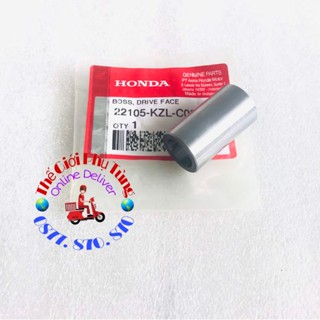 GENUINE PARTS
HONDA
BOSS, DRIVE FACE
22105-KZL-C0
QTY 1
Thế Giới Phụ Tùng
Online Deliver
0877. 870. 870